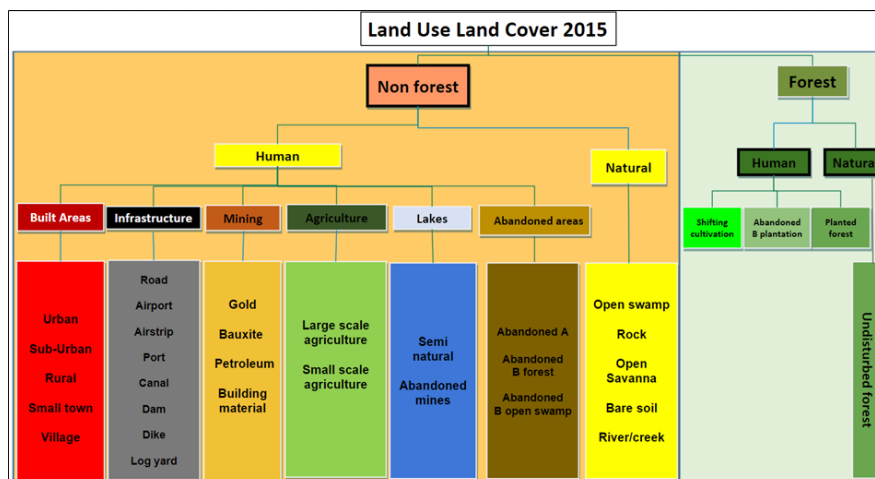 Land Use Land Cover 2015
Non forest
Forest
Human
Natural
Human
Natura
Built Areas
Infrastructure
Mining
Agriculture
Lakes
Abandoned areas
Shifting
cultivation
Abandoned
B plantation
Planted
forest
Urban
Sub-Urban
Rural
Small town
Village
Road
Airport
Airstrip
Port
Canal
Dam
Dike
Log yard
Gold
Bauxite
Petroleum
Building
material
Large scale
agriculture
Small scale
agriculture
Semi
natural
Abandoned
mines
Abandoned A
Abandoned
B forest
Abandoned
B open swamp
Open swamp
Rock
Open
Savanna
Bare soil
River/creek
Undisturbed forest